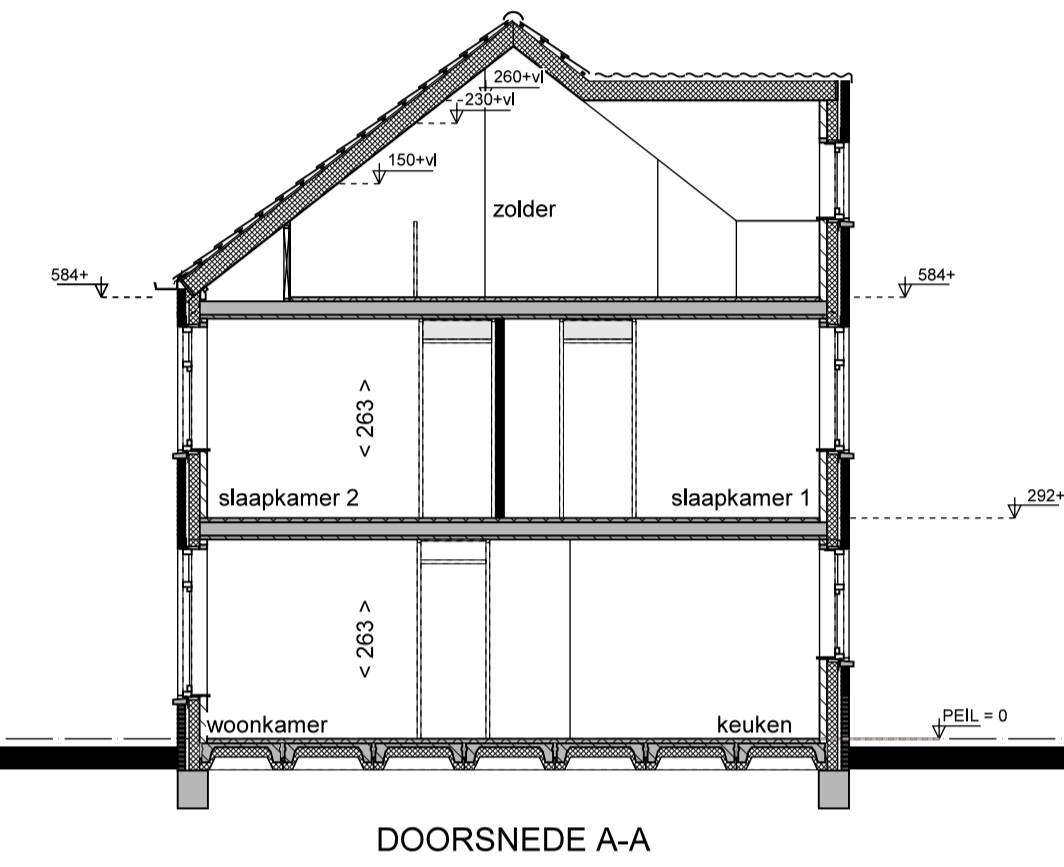 260+vl
230+vl
150+vl
zolder
584+
584+
< 263 >
slaapkamer 2
slaapkamer 1
292+
< 263 >
woonkamer
keuken
PEIL = 0
DOORSNEDE A-A